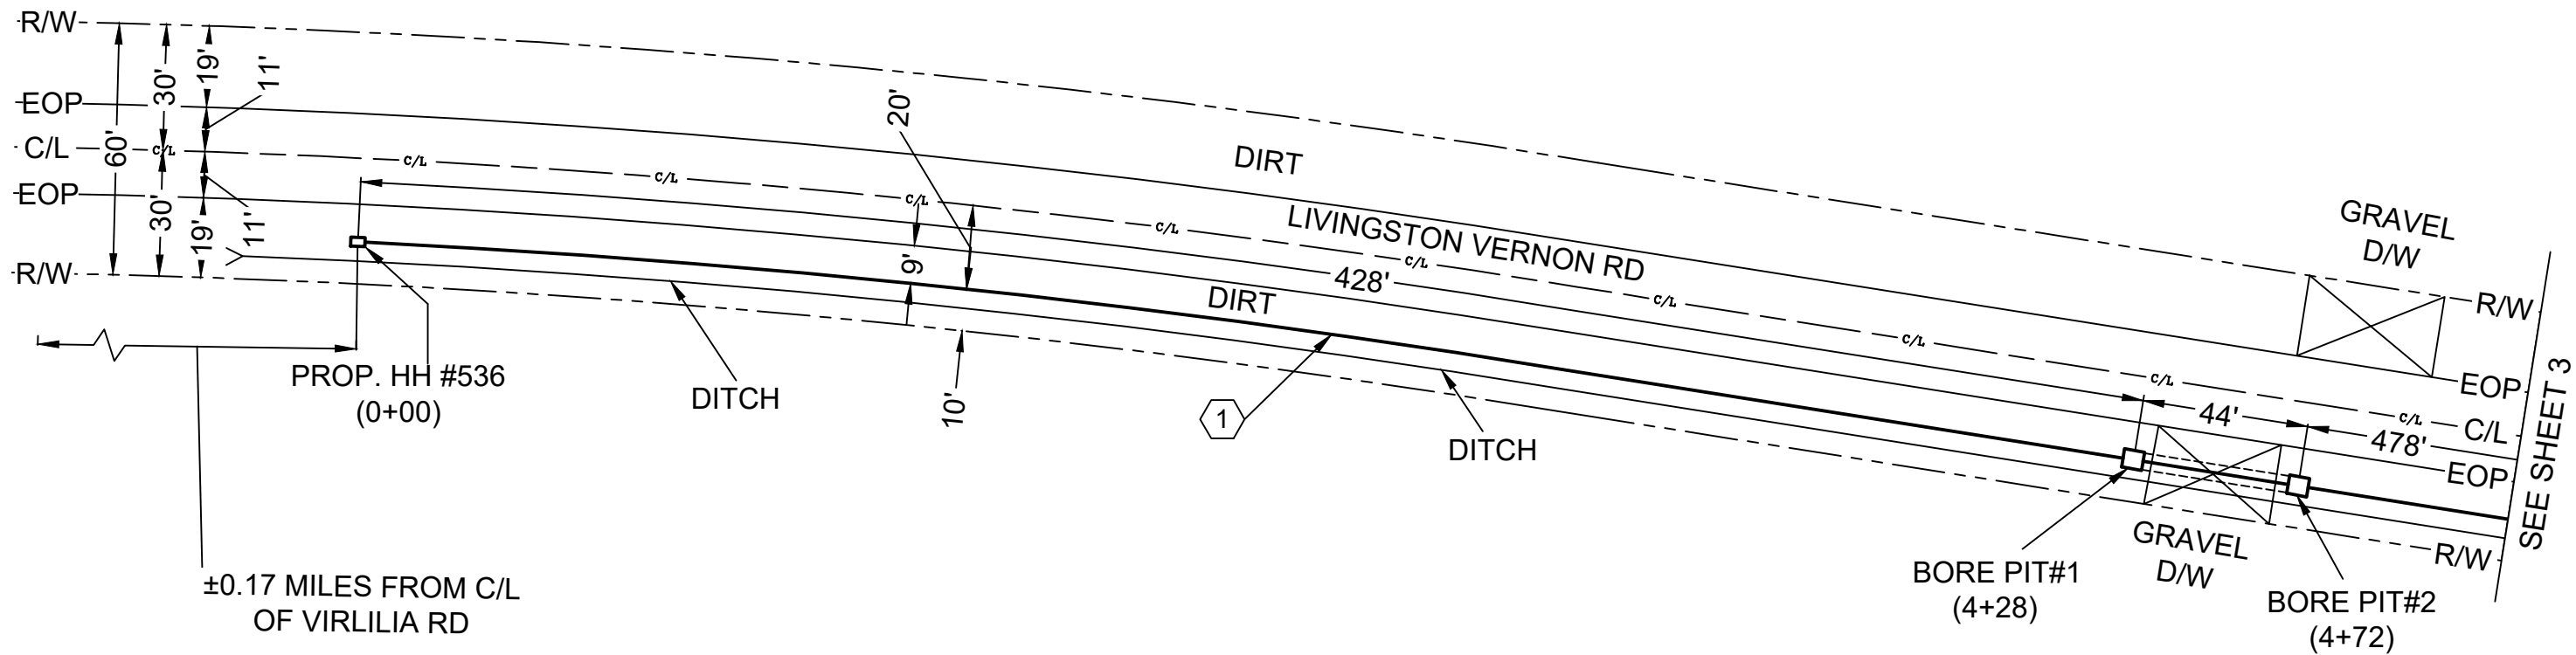 R/W
EOP
C/L
EOP
R/W
60'
30'
30'
19'
11'
11'
19'
C/L
C/L
C/L
C/L
C/L
C/L
C/L
C/L
C/L
C/L
20'
9'
10'
DIRT
LIVINGSTON VERNON RD
428'
DIRT
GRAVEL
D/W
R/W
EOP
C/L
EOP
R/W
44'
478'
SEE SHEET 3
PROP. HH #536
(0+00)
DITCH
1
DITCH
BORE PIT#1
(4+28)
GRAVEL
D/W
BORE PIT#2
(4+72)
±0.17 MILES FROM C/L
OF VIRLILIA RD